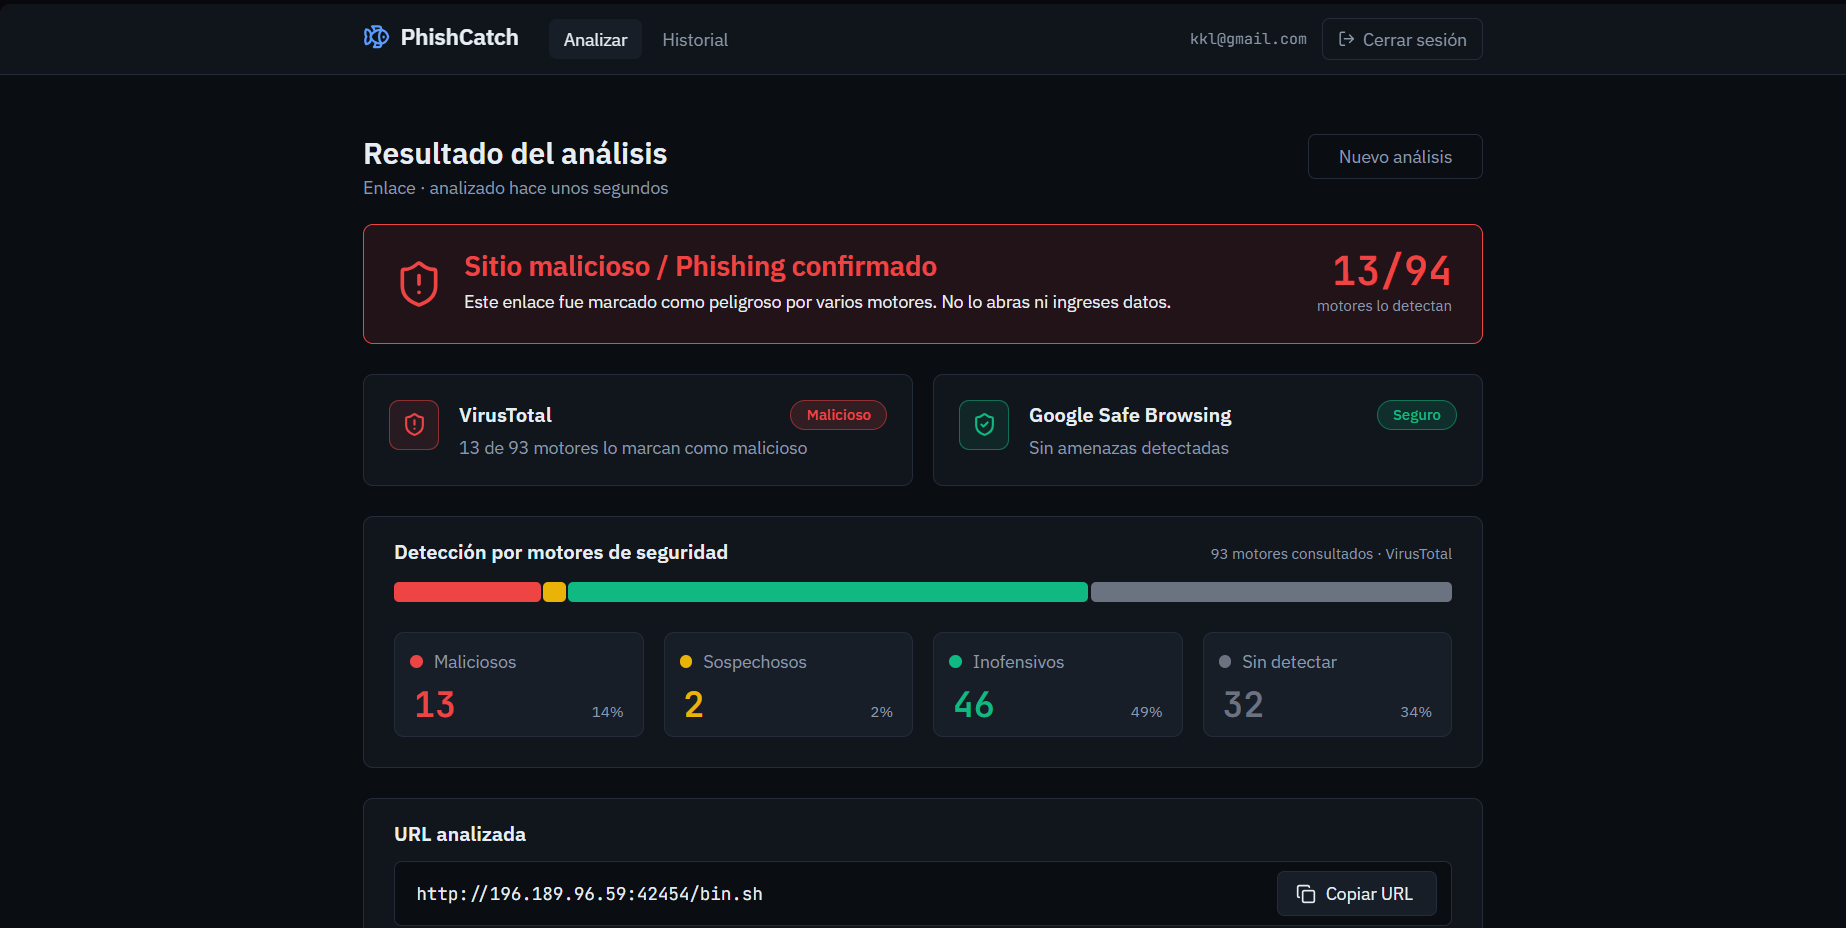 PhishCatch
Analizar
Historial
kkl@gmail.com
Cerrar sesión
Resultado del análisis
Nuevo análisis
Enlace · analizado hace unos segundos
Sitio malicioso / Phishing confirmado
Este enlace fue marcado como peligroso por varios motores. No lo abras ni ingreses datos.
13/94
motores lo detectan
VirusTotal
Malicioso
13 de 93 motores lo marcan como malicioso
Google Safe Browsing
Seguro
Sin amenazas detectadas
Detección por motores de seguridad
93 motores consultados · VirusTotal
Maliciosos
13
14%
Sospechosos
2
2%
Inofensivos
46
49%
Sin detectar
32
34%
URL analizada
http://196.189.96.59:42454/bin.sh
Copiar URL